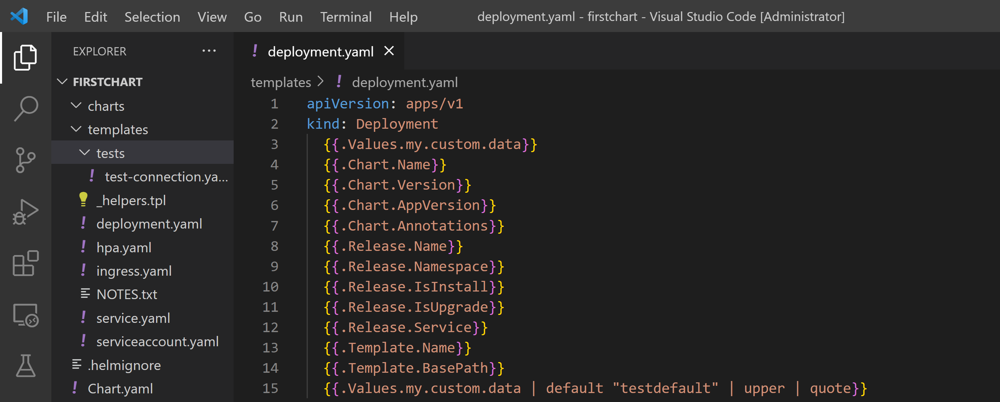 File Edit Selection View Go Run Terminal Help deployment.yaml - firstchart - Visual Studio Code [Administrator]
EXPLORER ...
FIRSTCHART
charts
templates
tests
test-connection.ya...
_helpers.tpl
deployment.yaml
hpa.yaml
ingress.yaml
NOTES.txt
service.yaml
serviceaccount.yaml
.helmignore
Chart.yaml
! deployment.yaml
templates > ! deployment.yaml
1 apiVersion: apps/v1
2 kind: Deployment
3 {{.Values.my.custom.data}}
4 {{.Chart.Name}}
5 {{.Chart.Version}}
6 {{.Chart.AppVersion}}
7 {{.Chart.Annotations}}
8 {{.Release.Name}}
9 {{.Release.Namespace}}
10 {{.Release.IsInstall}}
11 {{.Release.IsUpgrade}}
12 {{.Release.Service}}
13 {{.Template.Name}}
14 {{.Template.BasePath}}
15 {{.Values.my.custom.data | default "testdefault" | upper | quote}}